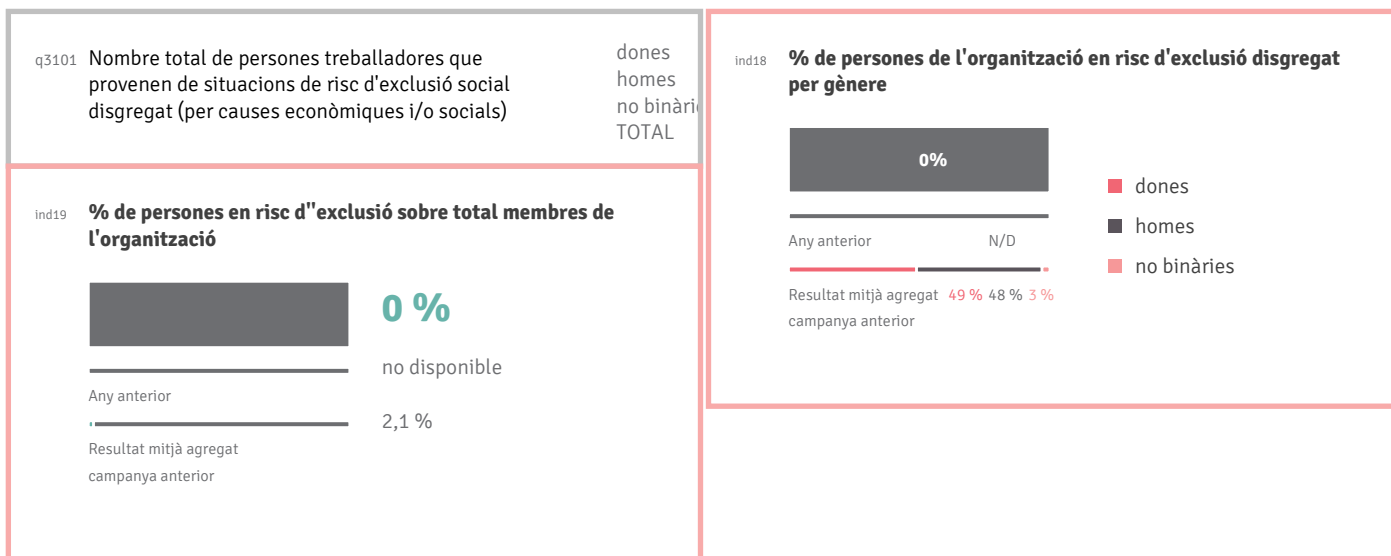 q3101 Nombre total de persones treballadores que
provenen de situacions de risc d'exclusió social
disgregat (per causes econòmiques i/o socials)
dones
homes
no binàri
TOTAL
ind19 % de persones en risc d''exclusió sobre total membres de
l'organització
0 %
no disponible
Any anterior
2,1 %
Resultat mitjà agregat
campanya anterior
ind18 % de persones de l'organització en risc d'exclusió disgregat
per gènere
0%
Any anterior N/D
Resultat mitjà agregat 49 % 48 % 3 %
campanya anterior
dones
homes
no binàries